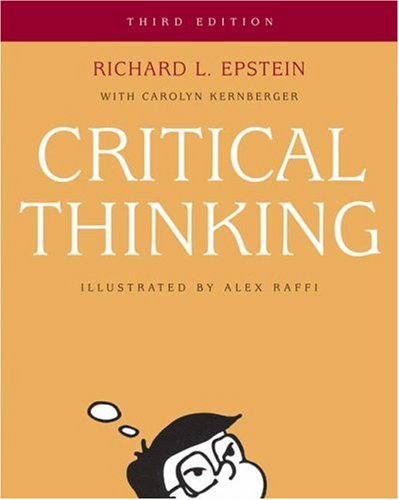 THIRD EDITION
RICHARD L. EPSTEIN
WITH CAROLYN KERNBERGER
CRITICAL
THINKING
ILLUSTRATED BY ALEX RAFFI